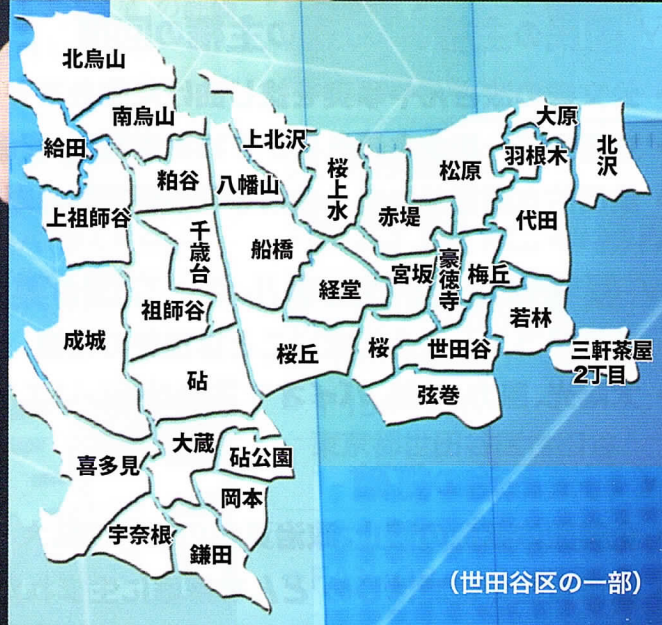 北烏山
南烏山
給田
上北沢
大原
北沢
粕谷
八幡山
桜上水
松原
羽根木
上祖師谷
千歳台
船橋
赤堤
代田
経堂
宮坂
豪徳寺
梅丘
祖師谷
成城
若林
桜丘
桜
世田谷
三軒茶屋
2丁目
砧
弦巻
大蔵
砧公園
喜多見
岡本
宇奈根
鎌田
（世田谷区の一部）